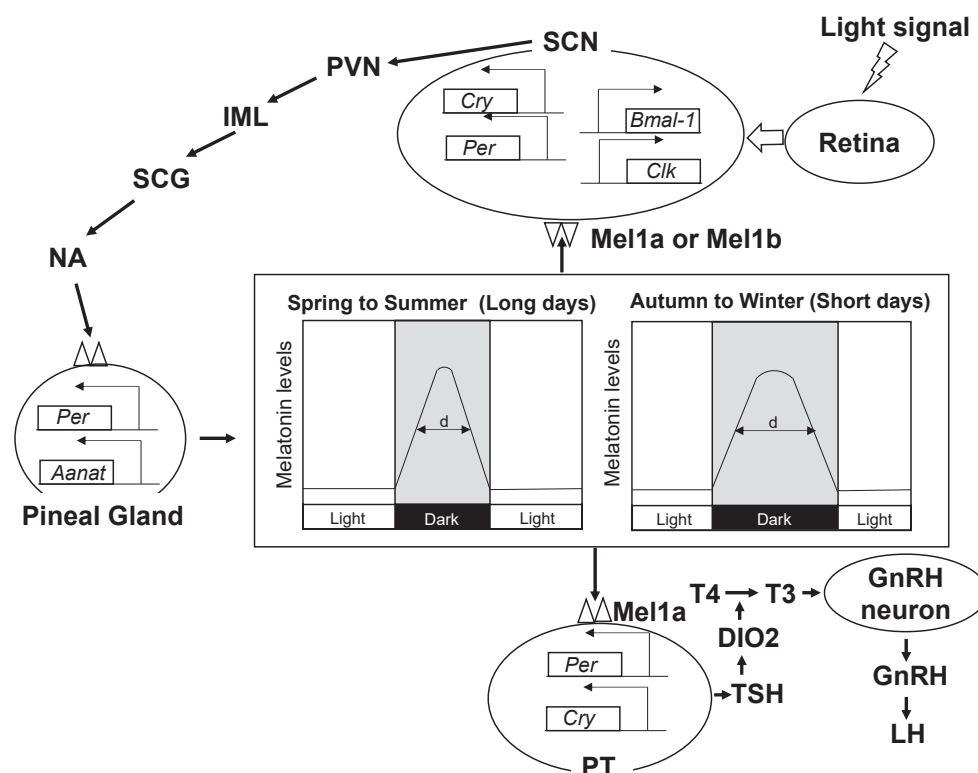 Light signal
SCN
PVN
Cry
Bmal-1
IML
Per
Retina
Clk
SCG
Mel1a or Mel1b
NA
Spring to Summer (Long days)
Autumn to Winter (Short days)
Melatonin levels
d
Melatonin levels
d
Per
Aanat
Pineal Gland
Light
Dark
Light
Light
Dark
Light
Mel1a
T4
T3
GnRH
neuron
DIO2
Per
TSH
GnRH
Cry
LH
PT